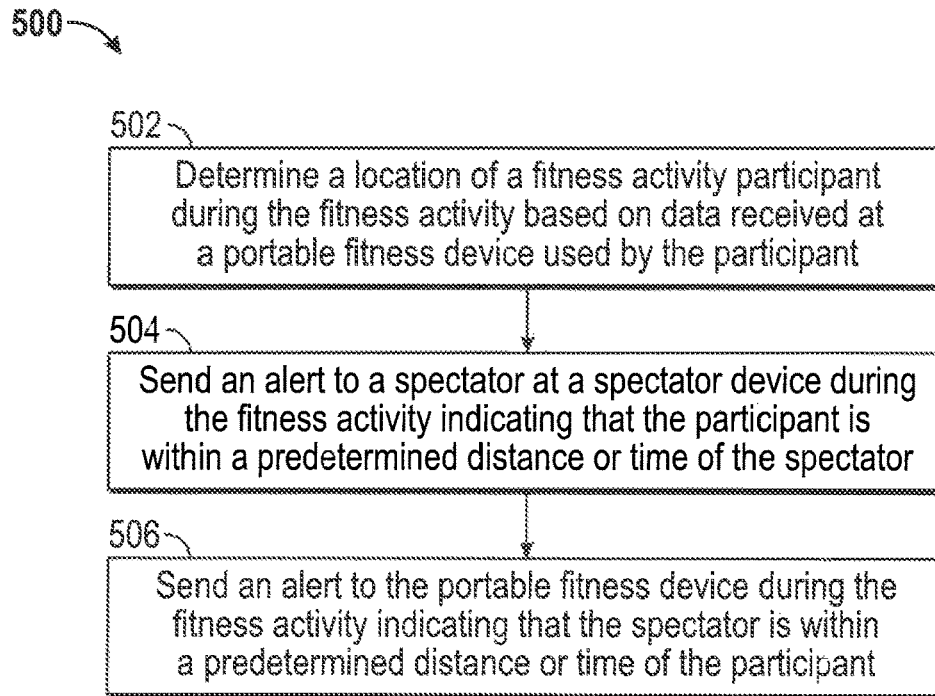 500
502
Determine a location of a fitness activity participant
during the fitness activity based on data received at
a portable fitness device used by the participant
504
Send an alert to a spectator at a spectator device during
the fitness activity indicating that the participant is
within a predetermined distance or time of the spectator
506
Send an alert to the portable fitness device during the
fitness activity indicating that the spectator is within
a predetermined distance or time of the participant